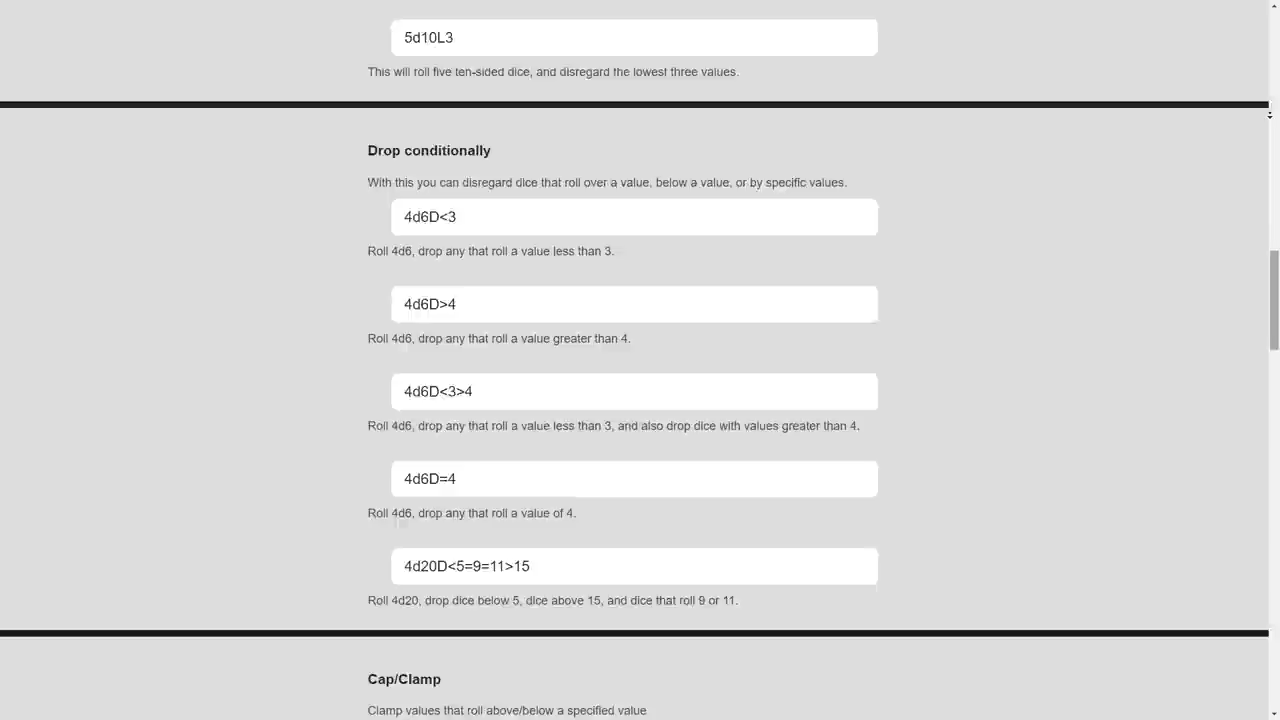 5d10L3
This will roll five ten-sided dice, and disregard the lowest three values.
Drop conditionally
With this you can disregard dice that roll over a value, below a value, or by specific values.
4d6D<3
Roll 4d6, drop any that roll a value less than 3.
4d6D>4
Roll 4d6, drop any that roll a value greater than 4.
4d6D<3>4
Roll 4d6, drop any that roll a value less than 3, and also drop dice with values greater than 4.
4d6D=4
Roll 4d6, drop any that roll a value of 4.
4d20D<5=9=11>15
Roll 4d20, drop dice below 5, dice above 15, and dice that roll 9 or 11.
Cap/Clamp
Clamp values that roll above/below a specified value